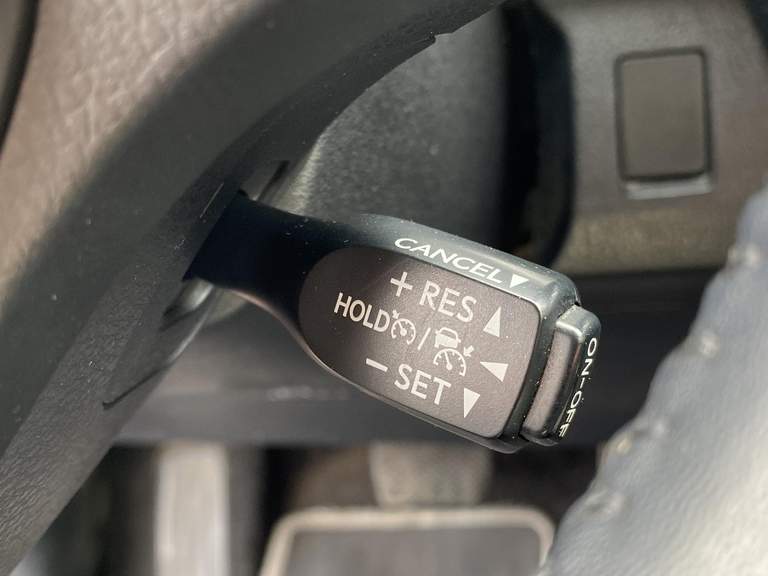 CANCEL▼
+ RES ▲
HOLD /
- SET ▼
ON-OFF